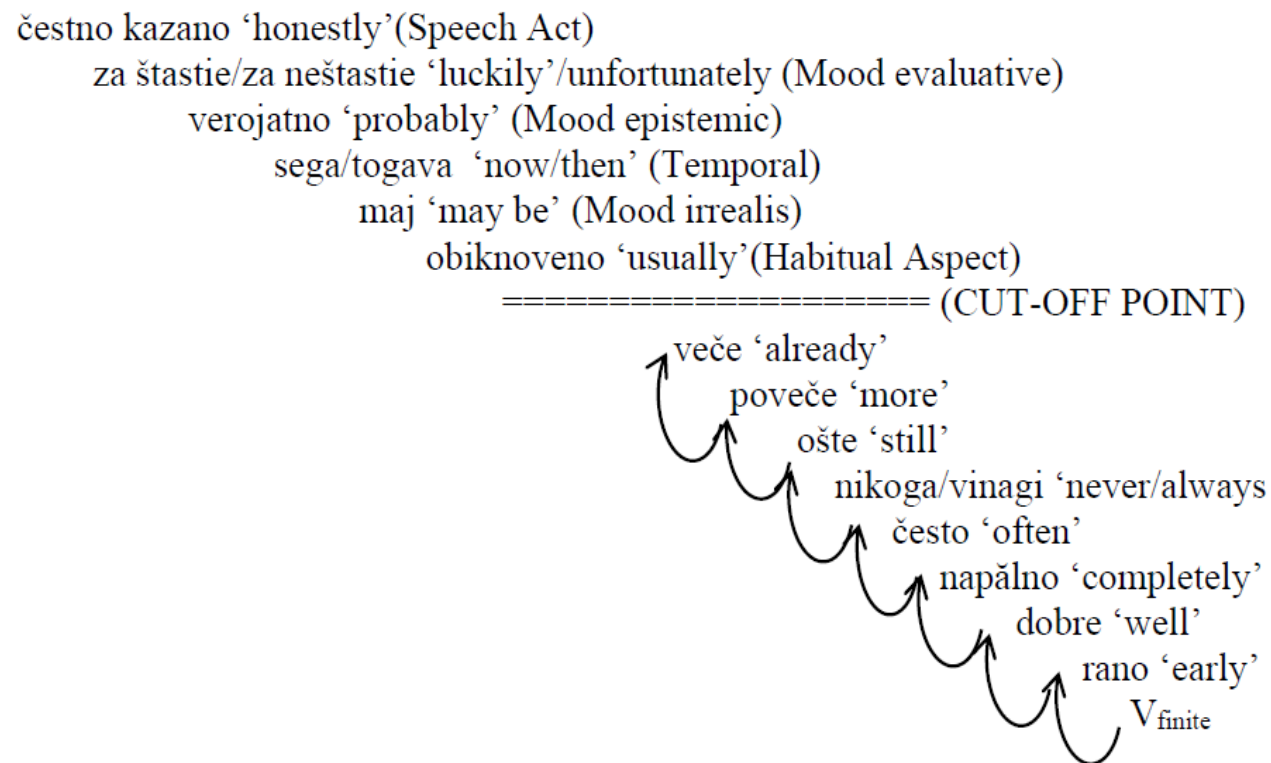 čestno kazano ‘honestly’(Speech Act)
za štastie/za neštastie ‘luckily’/unfortunately (Mood evaluative)
verojatno ‘probably’ (Mood epistemic)
sega/togava ‘now/then’ (Temporal)
maj ‘may be’ (Mood irrealis)
obiknoveno ‘usually’(Habitual Aspect)
==================== (CUT-OFF POINT)
veče ‘already’
poveče ‘more’
ošte ‘still’
nikoga/vinagi ‘never/always
često ‘often’
napălno ‘completely’
dobre ‘well’
rano ‘early’
Vfinite